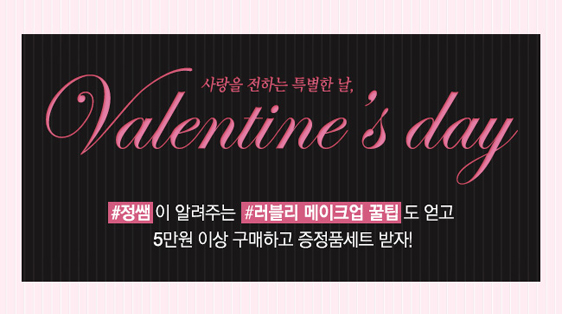 사랑을 전하는 특별한 날,
Valentine's day
#정쌤 이 알려주는 #러블리 메이크업 꿀팁 도 얻고
5만원 이상 구매하고 증정품세트 받자!